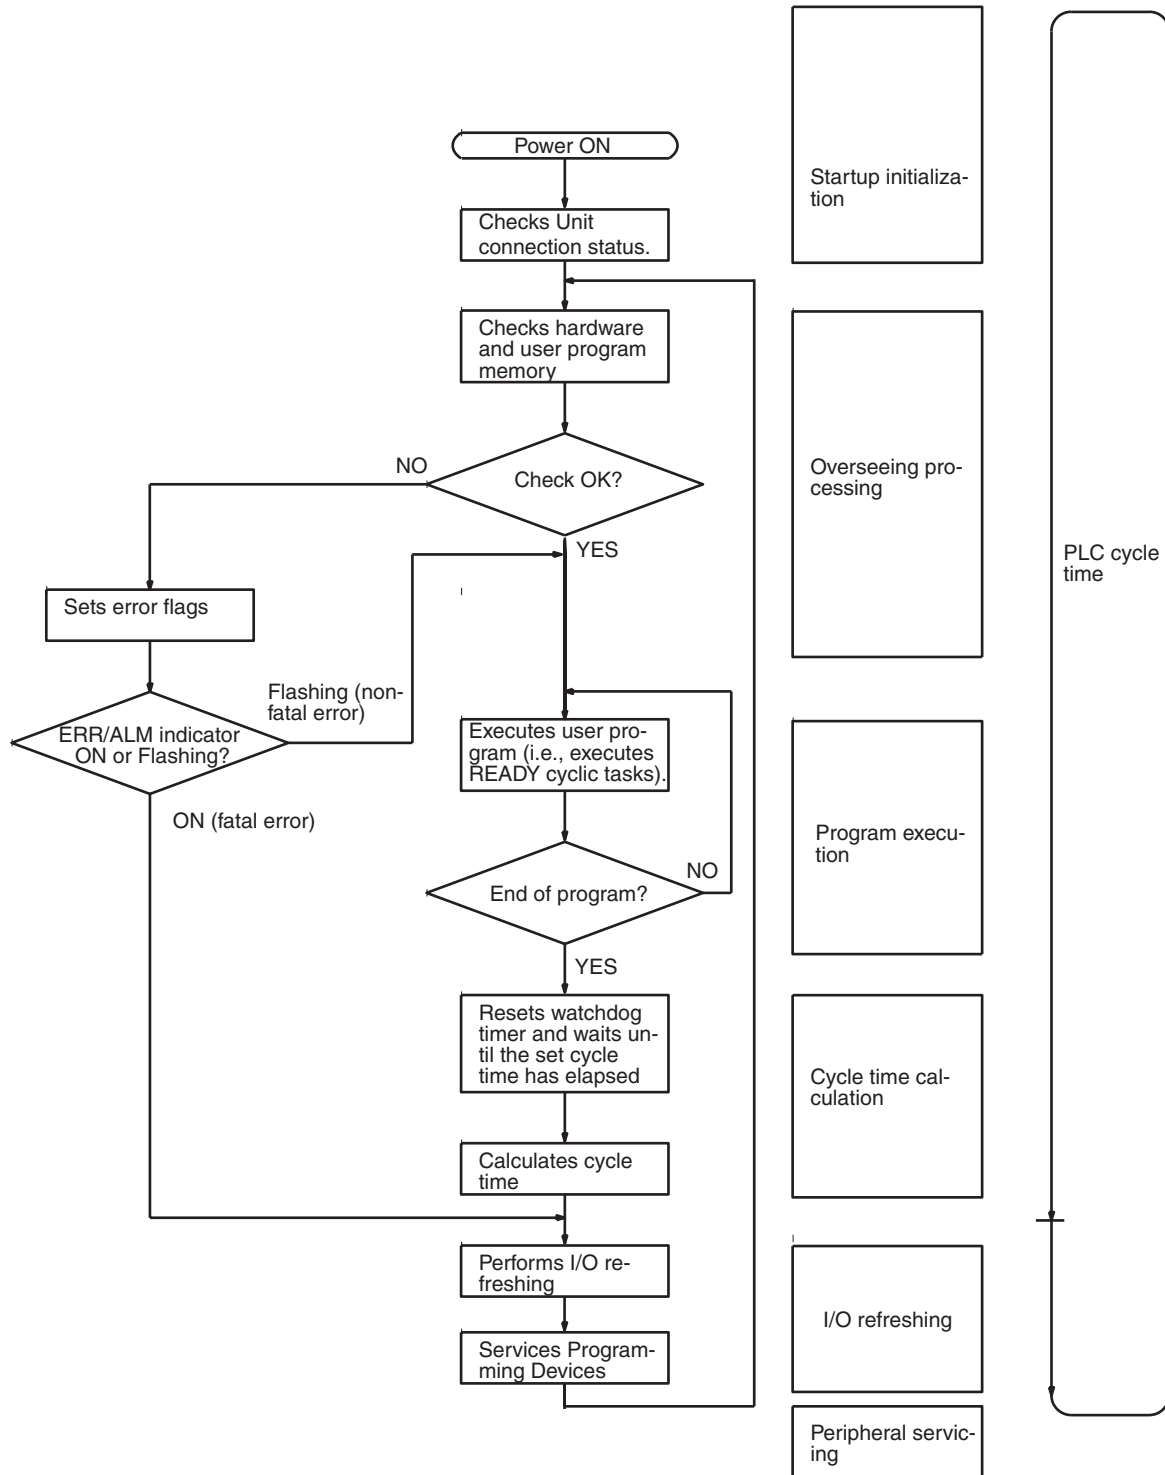 Power ON
Startup initializa-
tion
Checks Unit
connection status.
Checks hardware
and user program
memory
NO
Check OK?
Overseeing pro-
cessing
YES
PLC cycle
time
Sets error flags
Flashing (non-
fatal error)
ERR/ALM indicator
ON or Flashing?
Executes user pro-
gram (i.e., executes
READY cyclic tasks).
ON (fatal error)
Program execu-
tion
NO
End of program?
YES
Resets watchdog
timer and waits un-
til the set cycle
time has elapsed
Cycle time cal-
culation
Calculates cycle
time
Performs I/O re-
freshing
I/O refreshing
Services Program-
ming Devices
Peripheral servic-
ing